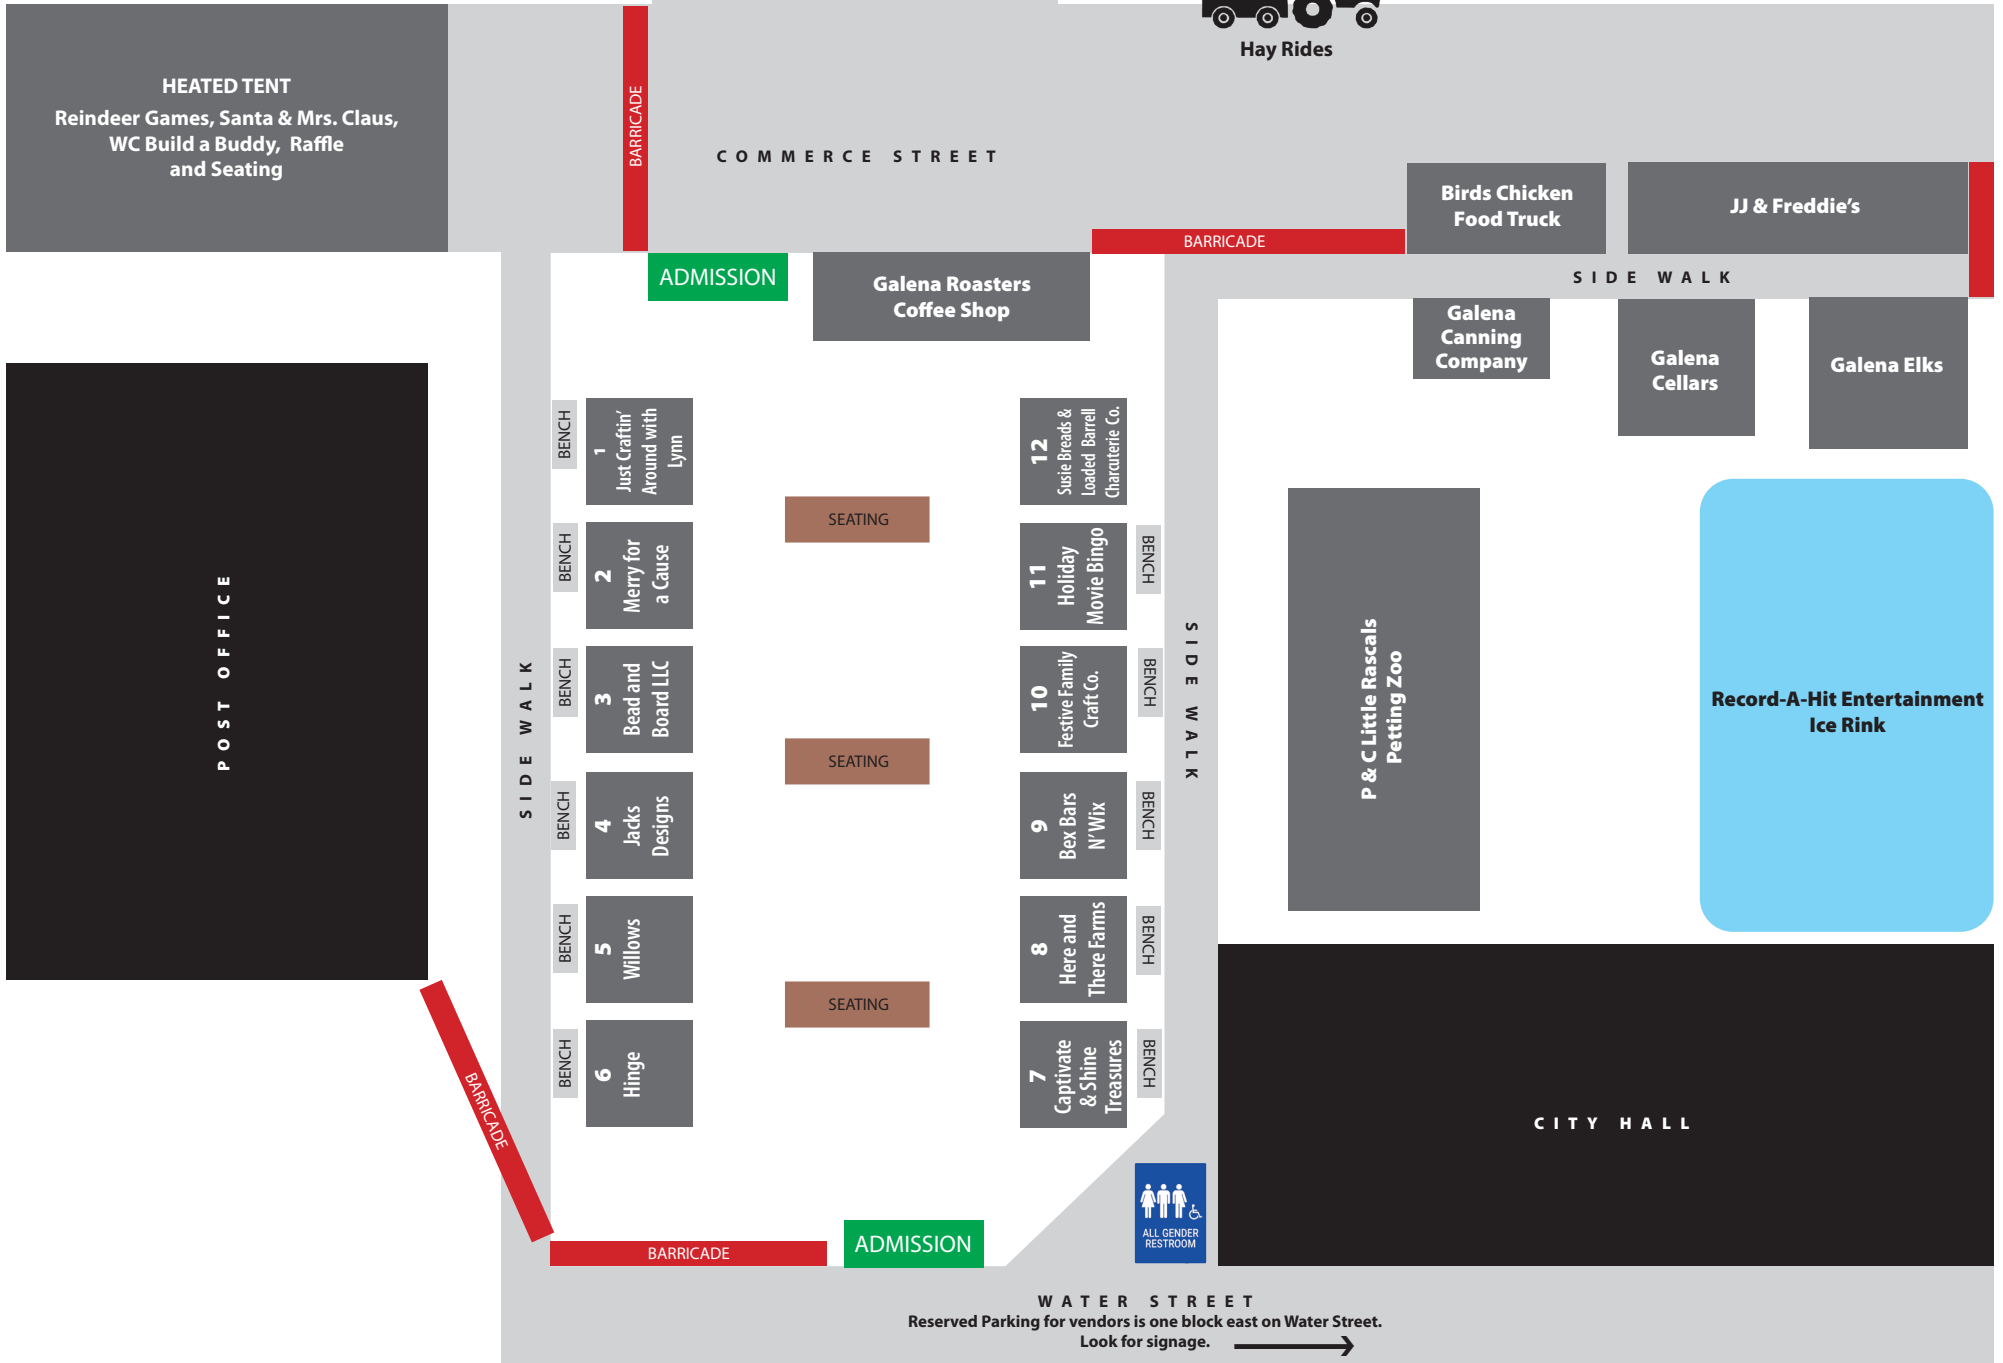 Hay Rides
HEATED TENT
Reindeer Games, Santa & Mrs. Claus,
WC Build a Buddy, Raffle
and Seating
BARRICADE
COMMERCE STREET
Birds Chicken
Food Truck
JJ & Freddie's
BARRICADE
SIDE WALK
ADMISSION
Galena Roasters
Coffee Shop
Galena
Canning
Company
Galena
Cellars
Galena Elks
BENCH
1
Just Craftin'
Around with
Lynn
12
Susie Breads &
Loaded Barrell
Charcuterie Co.
SEATING
BENCH
2
Merry for
a Cause
11
Holiday
Movie Bingo
BENCH
POST OFFICE
SIDE WALK
BENCH
3
Bead and
Board LLC
10
Festive Family
Craft Co.
BENCH
SIDE WALK
P & C Little Rascals
Petting Zoo
Record-A-Hit Entertainment
Ice Rink
SEATING
BENCH
4
Jacks
Designs
9
Bex Bars
N' Wix
BENCH
BENCH
5
Willows
8
Here and
There Farms
BENCH
SEATING
BENCH
6
Hinge
7
Captivate
& Shine
Treasures
BENCH
BARRICADE
CITY HALL
ALL GENDER
RESTROOM
BARRICADE
ADMISSION
WATER STREET
Reserved Parking for vendors is one block east on Water Street.
Look for signage.